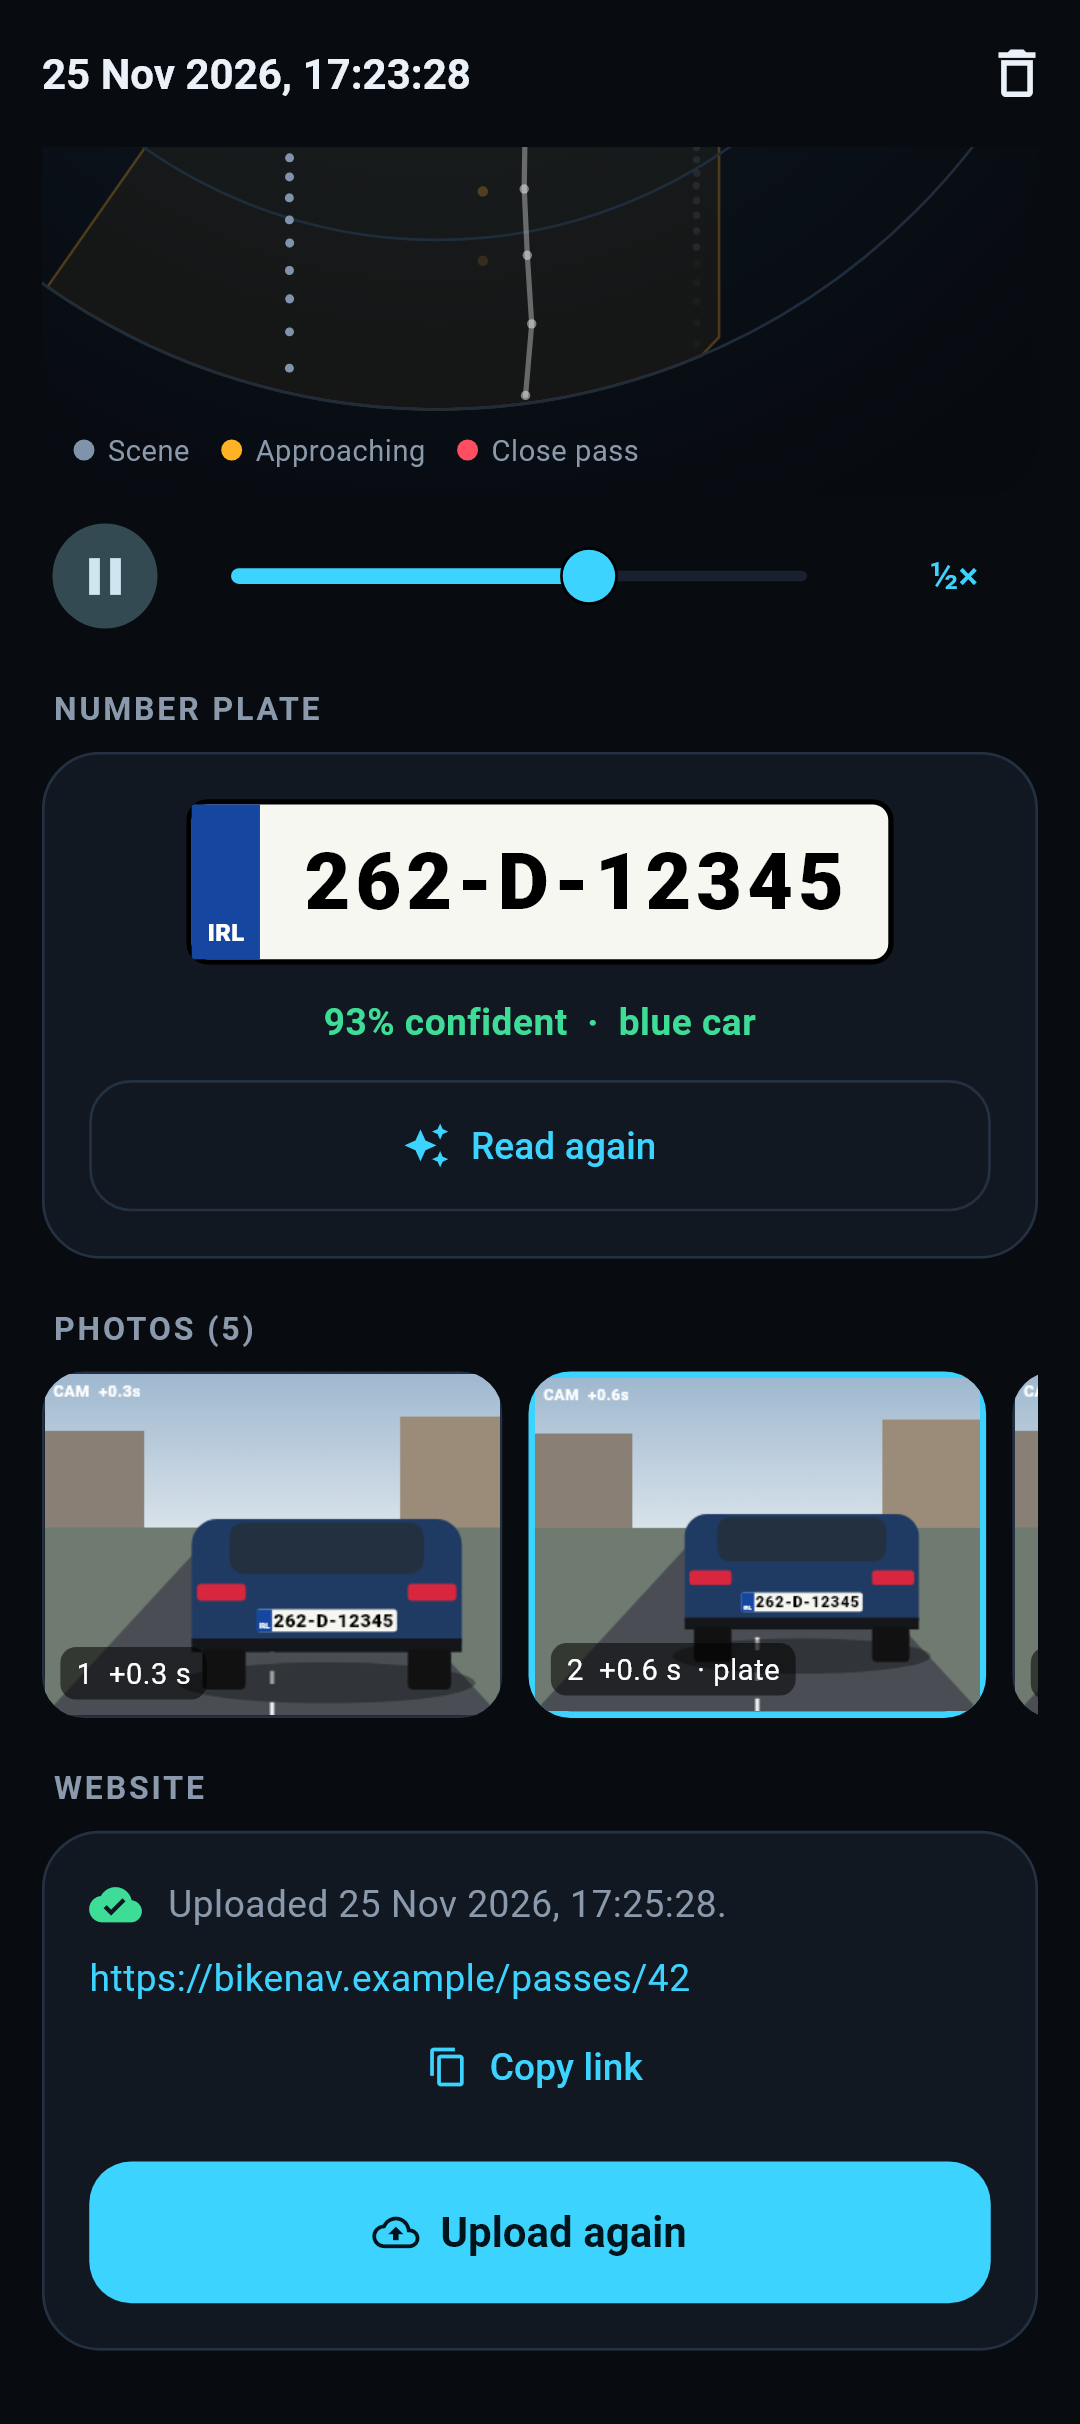 25 Nov 2026, 17:23:28
Scene Approaching Close pass
½×
NUMBER PLATE
IRL 262-D-12345
93% confident · blue car
Read again
PHOTOS (5)
CAM +0.3s
262-D-12345
1 +0.3 s
CAM +0.6s
262-D-12345
2 +0.6 s · plate
WEBSITE
Uploaded 25 Nov 2026, 17:25:28.
https://bikenav.example/passes/42
Copy link
Upload again